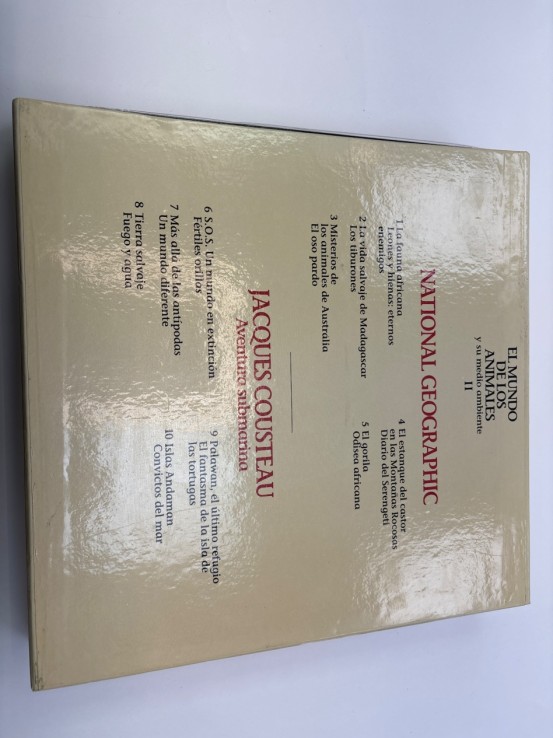 EL MUNDO
DE LOS
ANIMALES
II
y su medio ambiente
NATIONAL GEOGRAPHIC
1 La fauna africana
Leones y hienas: eternos
enemigos
2 La vida salvaje de Madagascar
Los tiburones
3 Misterios de
los animales de Australia
El oso pardo
4 El estanque del castor
en las Montañas Rocosas
Diario del Serengeti
5 El gorila
Odisea africana
JACQUES COUSTEAU
Aventura submarina
6 S.O.S. Un mundo en extinción
Fértiles orillas
7 Más allá de las antípodas
Un mundo diferente
8 Tierra salvaje
Fuego y agua
9 Palawan, el último refugio
El fantasma de la isla de
las tortugas
10 Islas Andaman
Convictos del mar